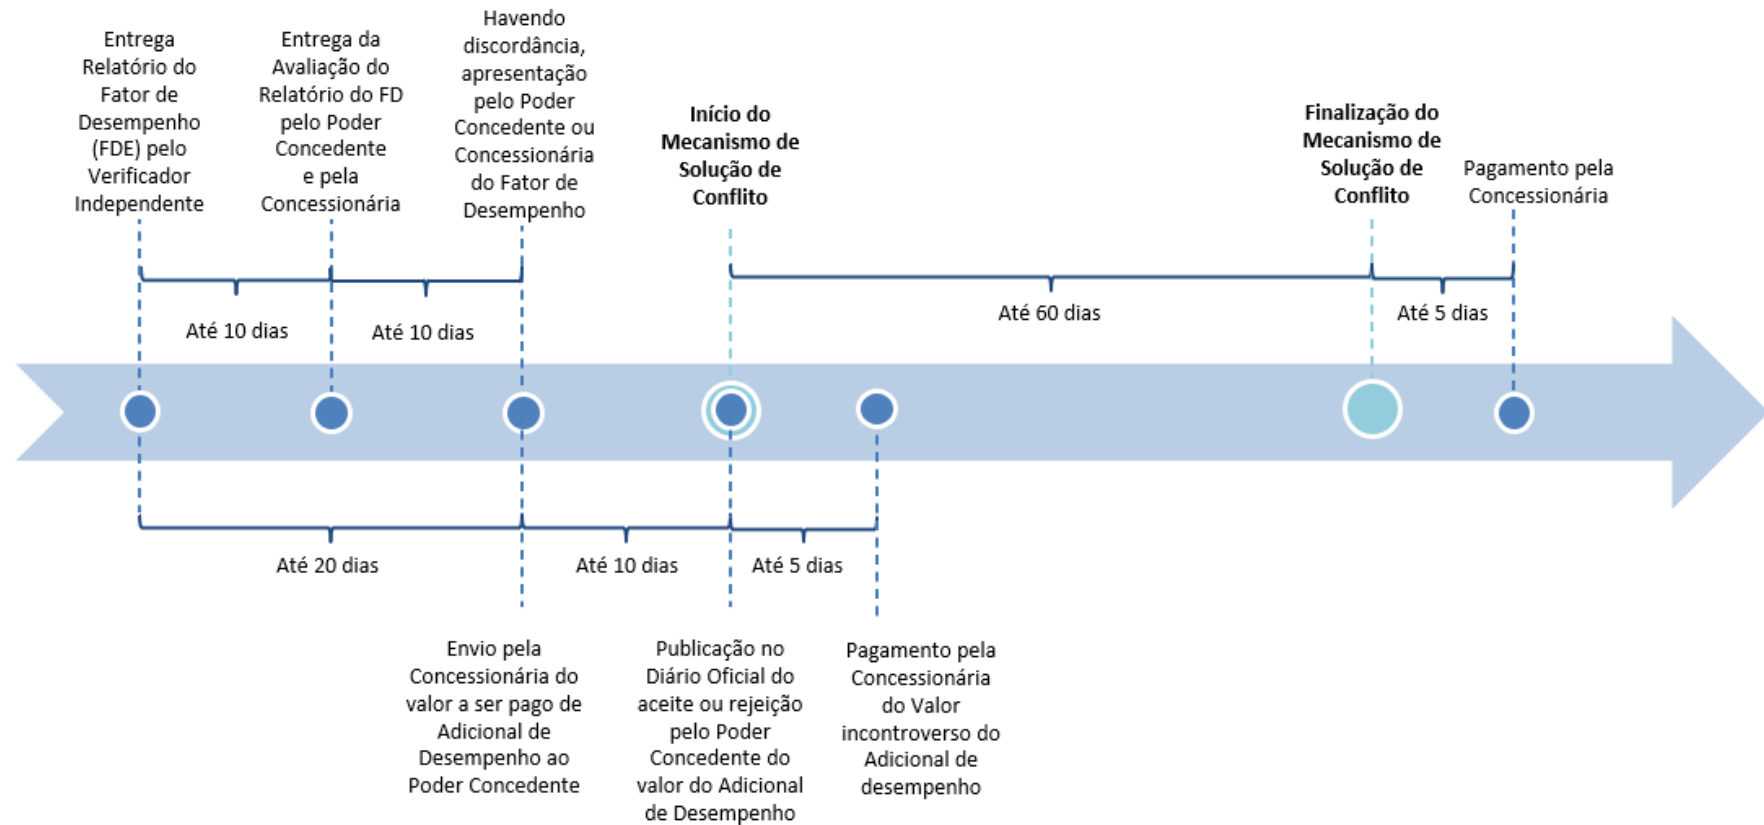 Entrega
Relatório do
Fator de
Desempenho
(FDE) pelo
Verificador
Independente
Entrega da
Avaliação do
Relatório do FD
pelo Poder
Concedente
e pela
Concessionária
Havendo
discordância,
apresentação
pelo Poder
Concedente ou
Concessionária
do Fator de
Desempenho
Início do
Mecanismo de
Solução de
Conflito
Finalização do
Mecanismo de
Solução de
Conflito
Pagamento pela
Concessionária
Até 10 dias
Até 10 dias
Até 60 dias
Até 5 dias
Até 20 dias
Até 10 dias
Até 5 dias
Envio pela
Concessionária do
valor a ser pago de
Adicional de
Desempenho ao
Poder Concedente
Publicação no
Diário Oficial do
aceite ou rejeição
pelo Poder
Concedente do
valor do Adicional
de Desempenho
Pagamento pela
Concessionária
do Valor
incontroverso do
Adicional de
desempenho